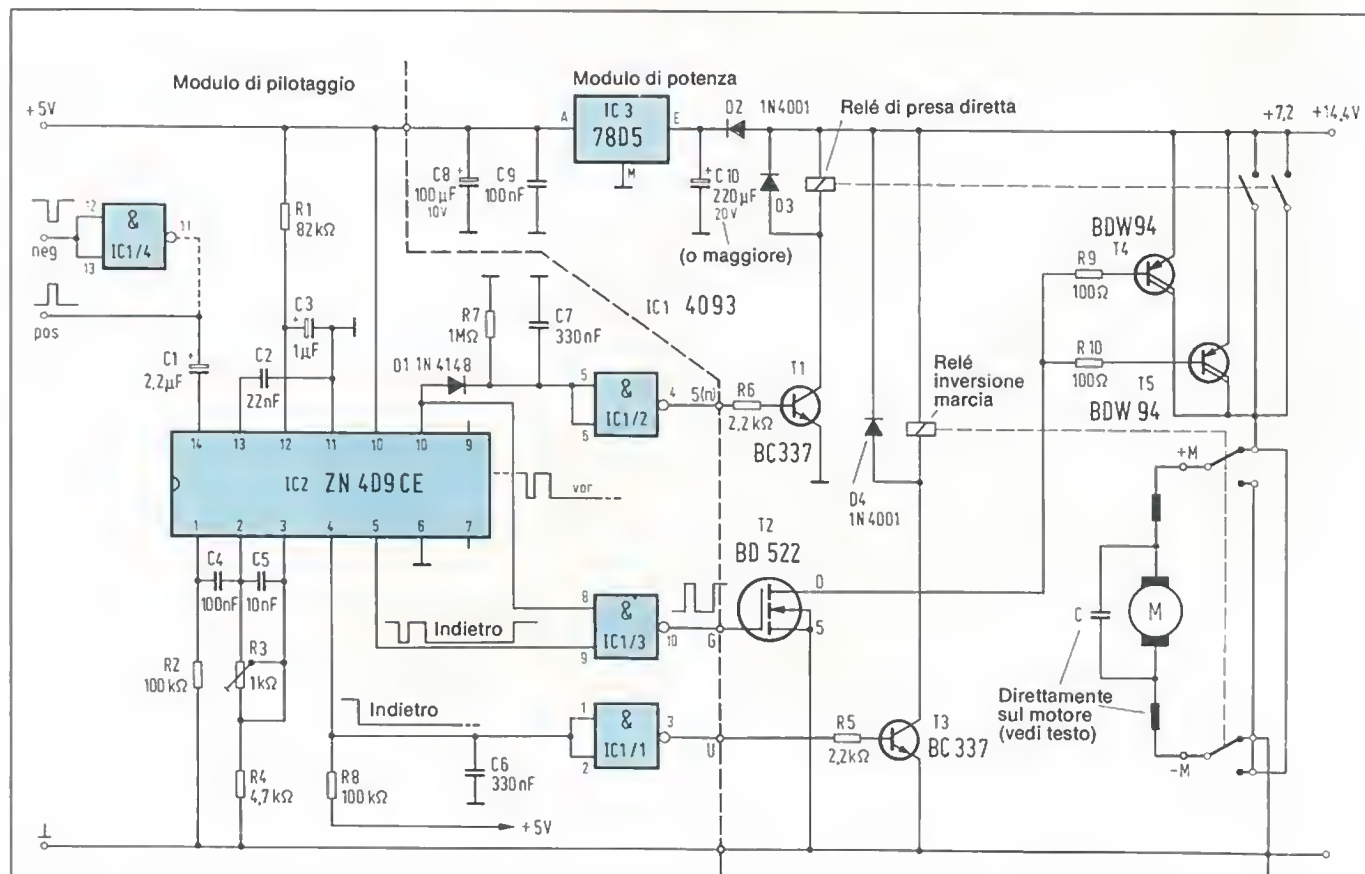 Modulo di pilotaggio
Modulo di potenza
+5V
A
IC 3
78D5
E
M
D2
1N4001
Relé di presa diretta
+7,2
+14,4V
C8
100µF
10V
C9
100nF
C10
220µF
20V
(o maggiore)
D3
R1
82kΩ
12
13
&
IC1/4
11
neg
pos
C1
2,2µF
C2
22nF
C3
1µF
R7
1MΩ
C7
330nF
IC1 4093
D1 1N4148
5
6
&
IC1/2
4
S(n)
R6
2,2kΩ
T1
BC337
BDW94
T4
R9
100Ω
R10
100Ω
T5
BDW 94
Relé
inversione
marcia
D4
1N4001
14
13
12
11
10
10
9
IC2 ZN 4D9CE
1
2
3
4
5
6
7
vor
C4
100nF
C5
10nF
R2
100kΩ
R3
1kΩ
R4
4,7kΩ
Indietro
8
9
&
IC1/3
10
G
T2
BD 522
D
S
+M
C
M
-M
Direttamente
sul motore
(vedi testo)
Indietro
1
2
&
IC1/1
3
U
R5
2,2kΩ
T3
BC337
C6
330nF
R8
100kΩ
+5V